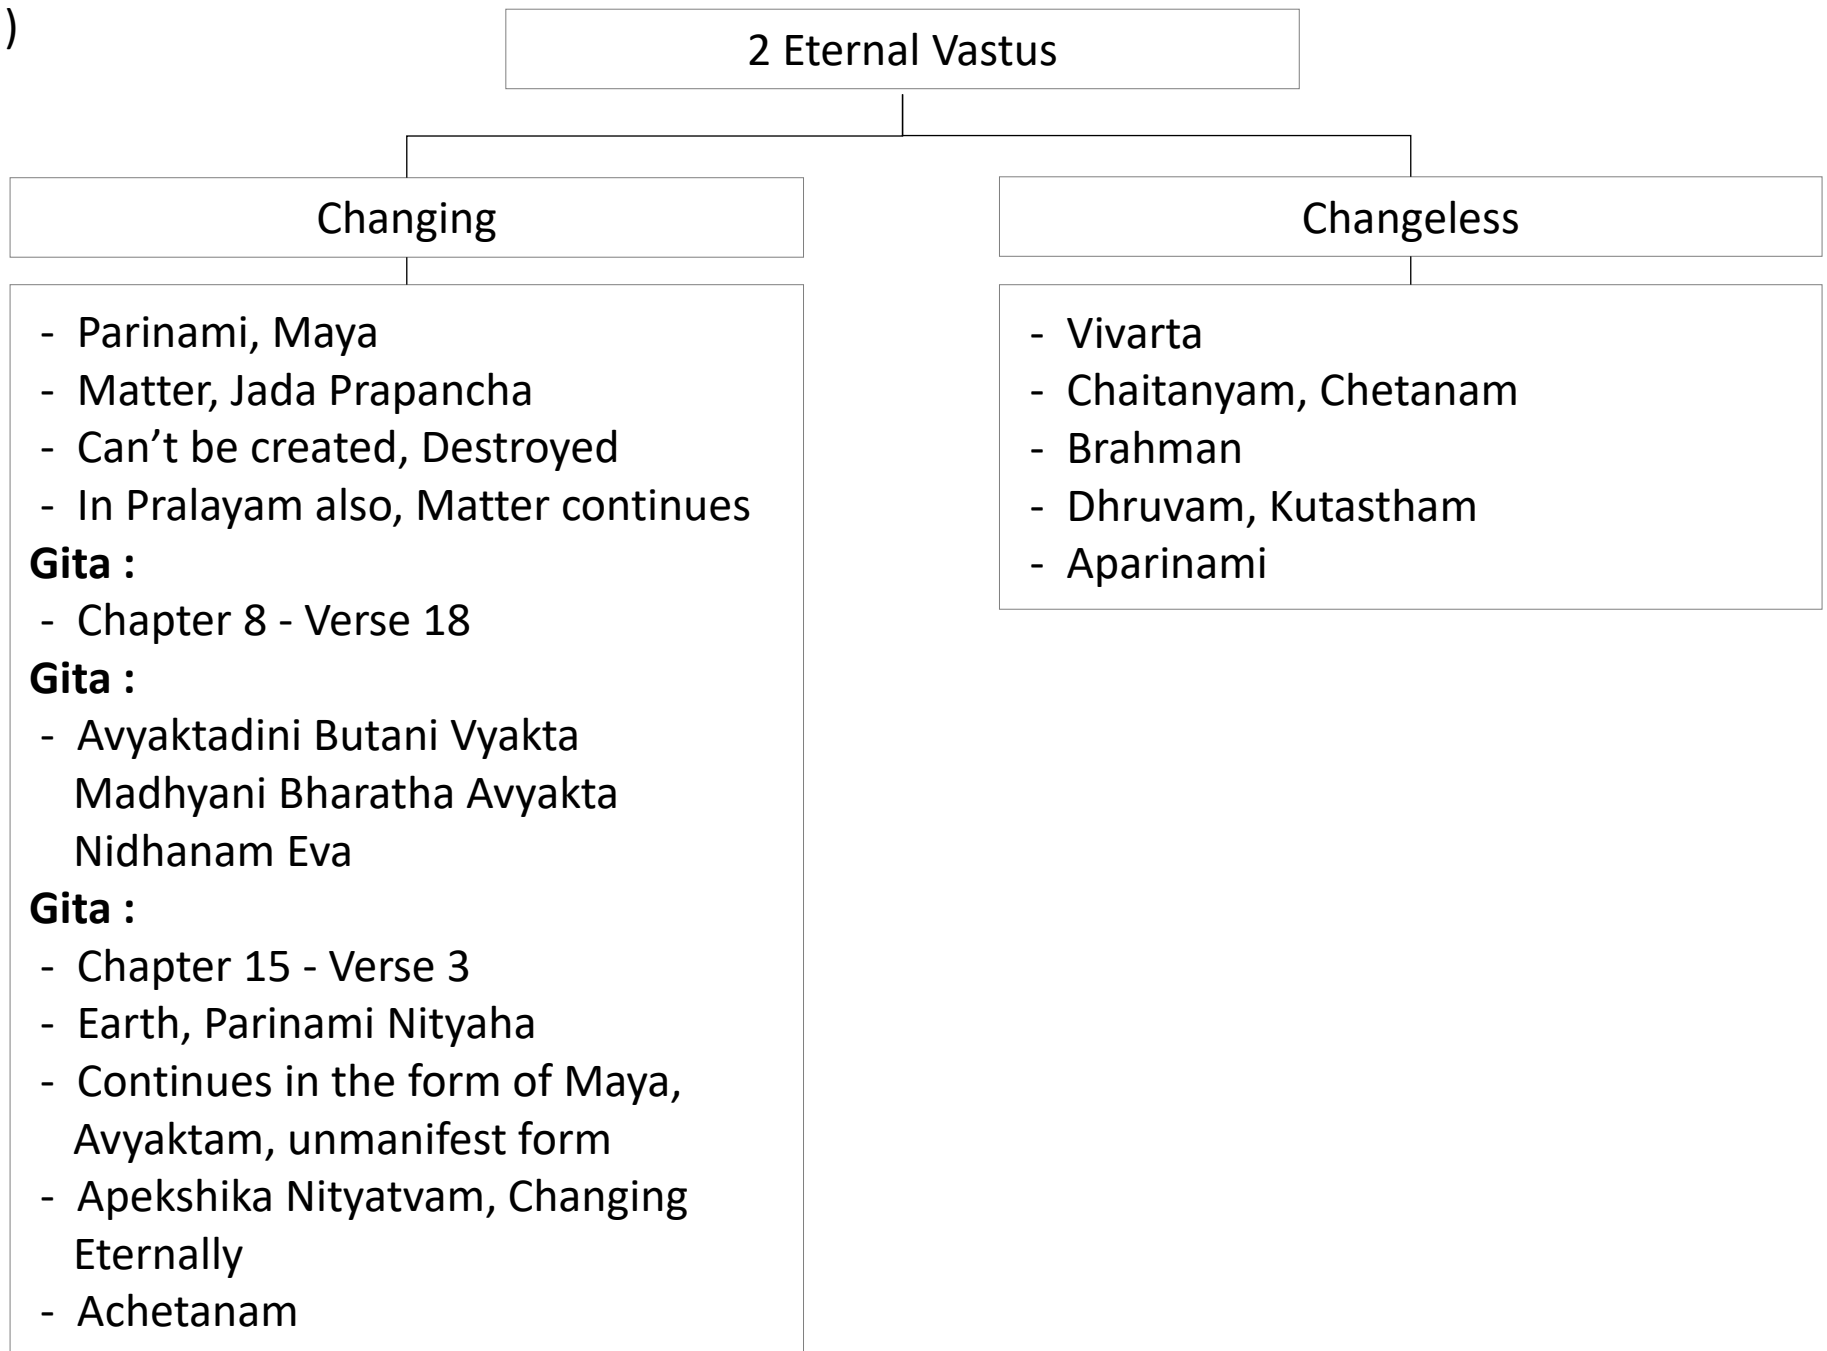 )
2 Eternal Vastus
Changing
- Parinami, Maya
- Matter, Jada Prapancha
- Can’t be created, Destroyed
- In Pralayam also, Matter continues
Gita :
- Chapter 8 - Verse 18
Gita :
- Avyaktadini Butani Vyakta
Madhyani Bharatha Avyakta
Nidhanam Eva
Gita :
- Chapter 15 - Verse 3
- Earth, Parinami Nityaha
- Continues in the form of Maya,
Avyaktam, unmanifest form
- Apekshika Nityatvam, Changing
Eternally
- Achetanam
Changeless
- Vivarta
- Chaitanyam, Chetanam
- Brahman
- Dhruvam, Kutastham
- Aparinami